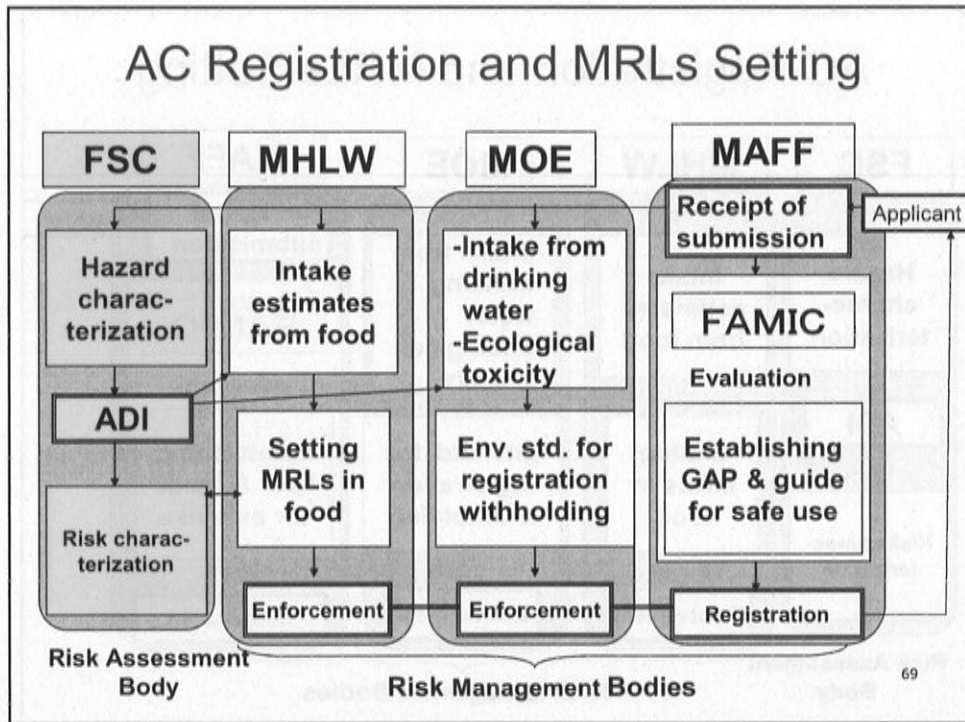 AC Registration and MRLs Setting
FSC
MHLW
MOE
MAFF
Hazard
charac-
terization
ADI
Risk charac-
terization
Intake
estimates
from food
Setting
MRLs in
food
Enforcement
-Intake from
drinking
water
-Ecological
toxicity
Env. std. for
registration
withholding
Enforcement
Receipt of
submission
Applicant
FAMIC
Evaluation
Establishing
GAP & guide
for safe use
Registration
Risk Assessment
Body
Risk Management Bodies
69